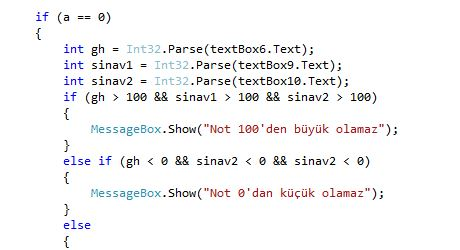 if (a == 0)
{
int gh = Int32.Parse(textBox6.Text);
int sinav1 = Int32.Parse(textBox9.Text);
int sinav2 = Int32.Parse(textBox10.Text);
if (gh > 100 && sinav1 > 100 && sinav2 > 100)
{
MessageBox.Show("Not 100'den büyük olamaz");
}
else if (gh < 0 && sinav2 < 0 && sinav2 < 0)
{
MessageBox.Show("Not 0'dan küçük olamaz");
}
else
{